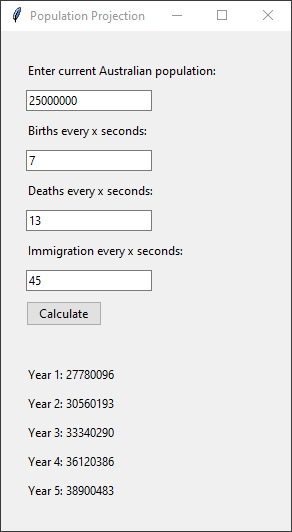 Population Projection
Enter current Australian population:
25000000
Births every x seconds:
7
Deaths every x seconds:
13
Immigration every x seconds:
45
Calculate
Year 1: 27780096
Year 2: 30560193
Year 3: 33340290
Year 4: 36120386
Year 5: 38900483